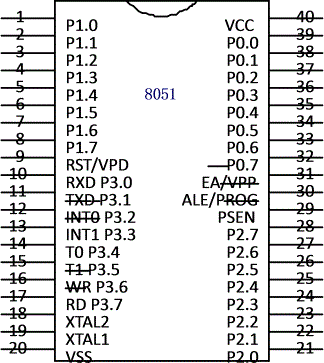 1 P1.0 VCC 40
2 P1.1 P0.0 39
3 P1.2 P0.1 38
4 P1.3 P0.2 37
5 P1.4 8051 P0.3 36
6 P1.5 P0.4 35
7 P1.6 P0.5 34
8 P1.7 P0.6 33
9 RST/VPD P0.7 32
10 RXD P3.0 EA/VPP 31
11 TXD P3.1 ALE/PROG 30
12 INT0 P3.2 PSEN 29
13 INT1 P3.3 P2.7 28
14 T0 P3.4 P2.6 27
15 T1 P3.5 P2.5 26
16 WR P3.6 P2.4 25
17 RD P3.7 P2.3 24
18 XTAL2 P2.2 23
19 XTAL1 P2.1 22
20 VSS P2.0 21